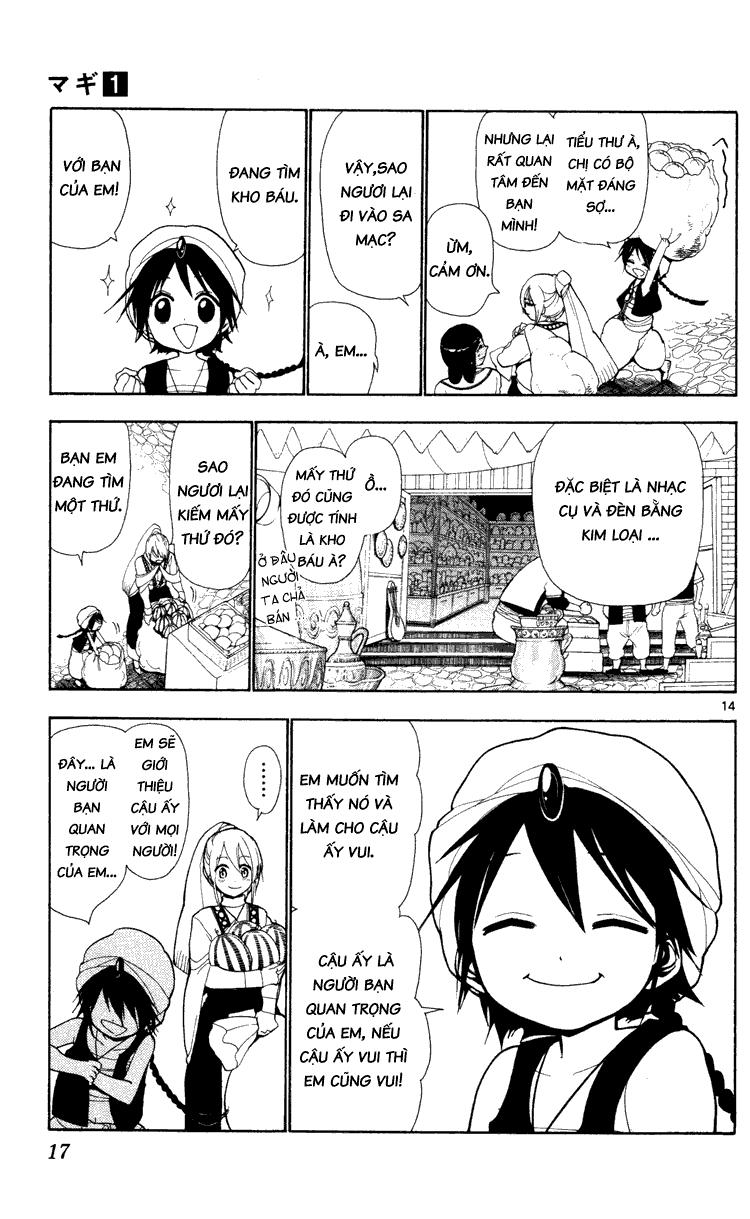 マギ1
TIỂU THƯ À,
CHỊ CÓ BỘ
MẶT ĐÁNG
SỢ...
NHƯNG LẠI
RẤT QUAN
TÂM ĐẾN
BẠN
MÌNH!
ỪM,
CẢM ƠN.
VẬY,SAO
NGƯƠI LẠI
ĐI VÀO SA
MẠC?
À, EM...
ĐANG TÌM
KHO BÁU.
VỚI BẠN
CỦA EM!
ĐẶC BIỆT LÀ NHẠC
CỤ VÀ ĐÈN BẰNG
KIM LOẠI ...
Ồ...
MẤY THỨ
ĐÓ CŨNG
ĐƯỢC TÍNH
LÀ KHO
BÁU À?
Ở ĐÂU
NGƯỜI
TA CHẢ
BÁN
SAO
NGƯƠI LẠI
KIẾM MẤY
THỨ ĐÓ?
BẠN EM
ĐANG TÌM
MỘT THỨ.
14
EM MUỐN TÌM
THẤY NÓ VÀ
LÀM CHO CẬU
ẤY VUI.
CẬU ẤY LÀ
NGƯỜI BẠN
QUAN TRỌNG
CỦA EM, NẾU
CẬU ẤY VUI THÌ
EM CŨNG VUI!
......
EM SẼ
GIỚI
THIỆU
CẬU ẤY
VỚI MỌI
NGƯỜI!
ĐÂY... LÀ
NGƯỜI
BẠN
QUAN
TRỌNG
CỦA EM...
17